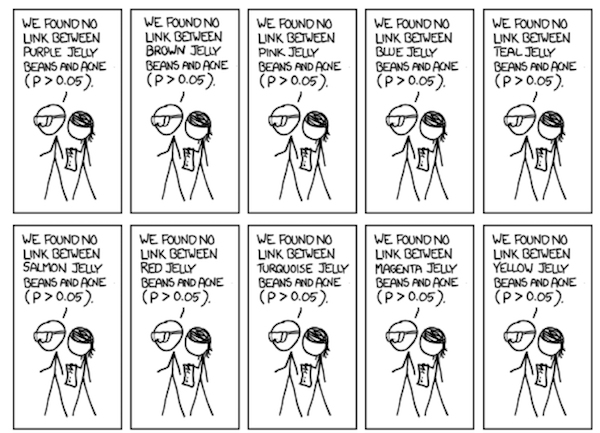 WE FOUND NO
LINK BETWEEN
PURPLE JELLY
BEANS AND ACNE
(P > 0.05).
WE FOUND NO
LINK BETWEEN
BROWN JELLY
BEANS AND ACNE
(P > 0.05).
WE FOUND NO
LINK BETWEEN
PINK JELLY
BEANS AND ACNE
(P > 0.05).
WE FOUND NO
LINK BETWEEN
BLUE JELLY
BEANS AND ACNE
(P > 0.05).
WE FOUND NO
LINK BETWEEN
TEAL JELLY
BEANS AND ACNE
(P > 0.05).
WE FOUND NO
LINK BETWEEN
SALMON JELLY
BEANS AND ACNE
(P > 0.05).
WE FOUND NO
LINK BETWEEN
RED JELLY
BEANS AND ACNE
(P > 0.05).
WE FOUND NO
LINK BETWEEN
TURQUOISE JELLY
BEANS AND ACNE
(P > 0.05).
WE FOUND NO
LINK BETWEEN
MAGENTA JELLY
BEANS AND ACNE
(P > 0.05).
WE FOUND NO
LINK BETWEEN
YELLOW JELLY
BEANS AND ACNE
(P > 0.05).